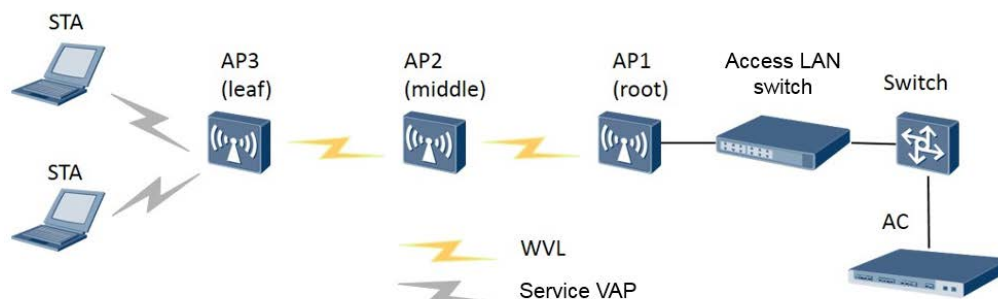 STA
AP3
(leaf)
AP2
(middle)
AP1
(root)
Access LAN
switch
Switch
STA
AC
WVL
Service VAP